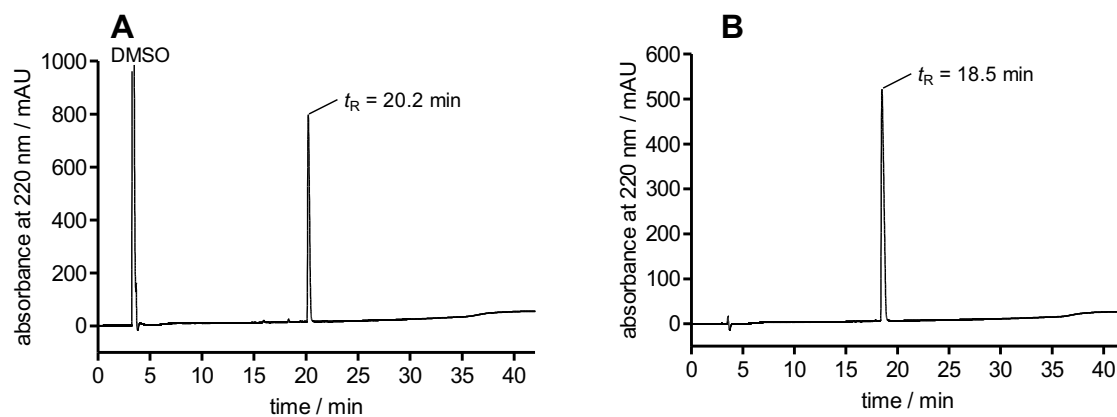 A
DMSO
1000
800
600
400
200
0
absorbance at 220 nm / mAU
tR = 20.2 min
0 5 10 15 20 25 30 35 40
time / min
B
600
500
400
300
200
100
0
absorbance at 220 nm / mAU
tR = 18.5 min
0 5 10 15 20 25 30 35 40
time / min